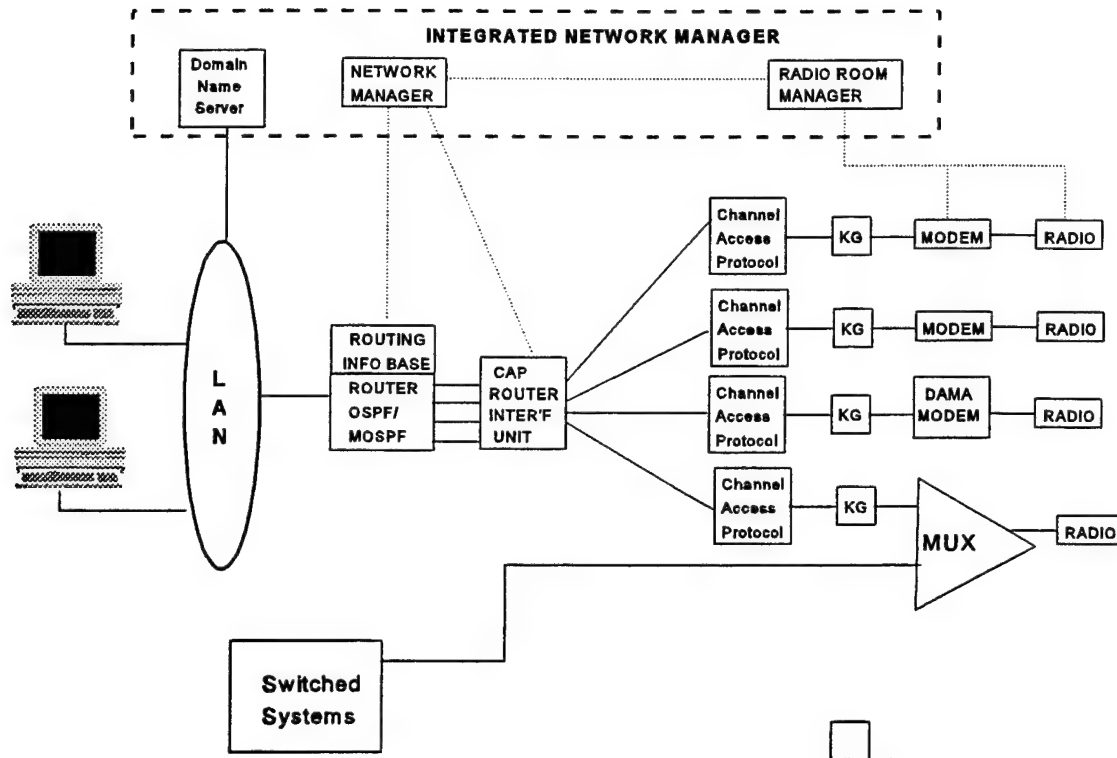 INTEGRATED NETWORK MANAGER
Domain
Name
Server
NETWORK
MANAGER
RADIO ROOM
MANAGER
Channel
Access
Protocol
KG
MODEM
RADIO
Channel
Access
Protocol
KG
MODEM
RADIO
L
A
N
ROUTING
INFO BASE
ROUTER
OSPF/
MOSPF
CAP
ROUTER
INTER'F
UNIT
Channel
Access
Protocol
KG
DAMA
MODEM
RADIO
Channel
Access
Protocol
KG
MUX
RADIO
Switched
Systems